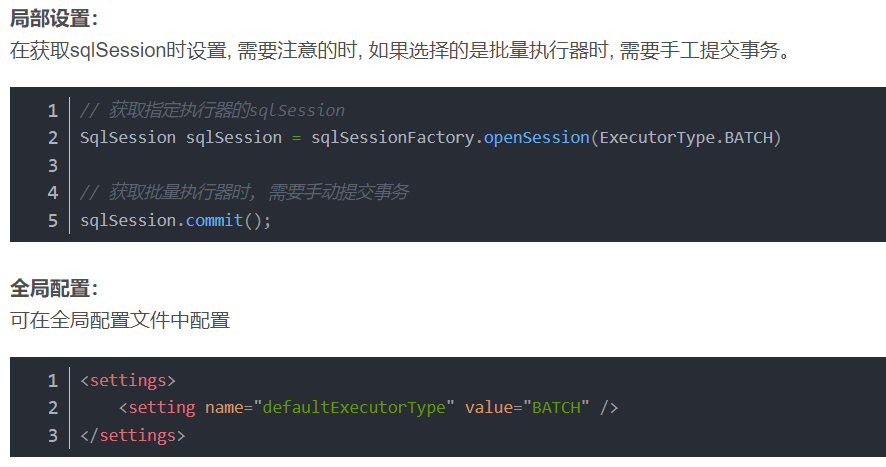 局部设置：
在获取sqlSession时设置, 需要注意的时, 如果选择的是批量执行器时, 需要手工提交事务。
1 // 获取指定执行器的sqlSession
2 SqlSession sqlSession = sqlSessionFactory.openSession(ExecutorType.BATCH)
3
4 // 获取批量执行器时, 需要手动提交事务
5 sqlSession.commit();
全局配置：
可在全局配置文件中配置
1 <settings>
2     <setting name="defaultExecutorType" value="BATCH" />
3 </settings>